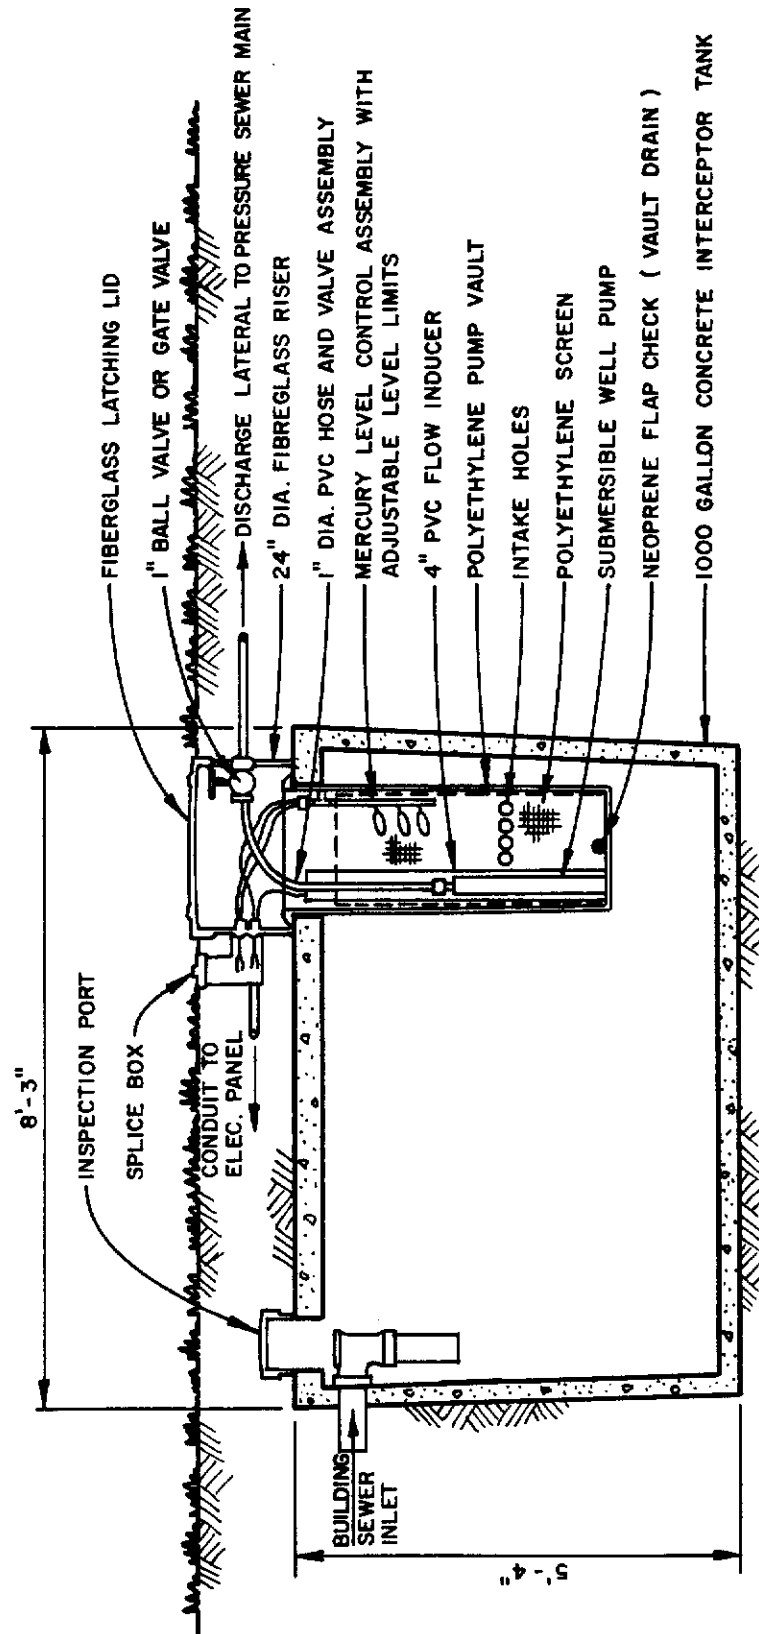 8'-3"
INSPECTION PORT
SPLICE BOX
CONDUIT TO
ELEC. PANEL
BUILDING
SEWER
INLET
5'-4"
FIBERGLASS LATCHING LID
1" BALL VALVE OR GATE VALVE
DISCHARGE LATERAL TO PRESSURE SEWER MAIN
24" DIA. FIBREGLASS RISER
1" DIA. PVC HOSE AND VALVE ASSEMBLY
MERCURY LEVEL CONTROL ASSEMBLY WITH
ADJUSTABLE LEVEL LIMITS
4" PVC FLOW INDUCER
POLYETHYLENE PUMP VAULT
INTAKE HOLES
POLYETHYLENE SCREEN
SUBMERSIBLE WELL PUMP
NEOPRENE FLAP CHECK ( VAULT DRAIN )
1000 GALLON CONCRETE INTERCEPTOR TANK